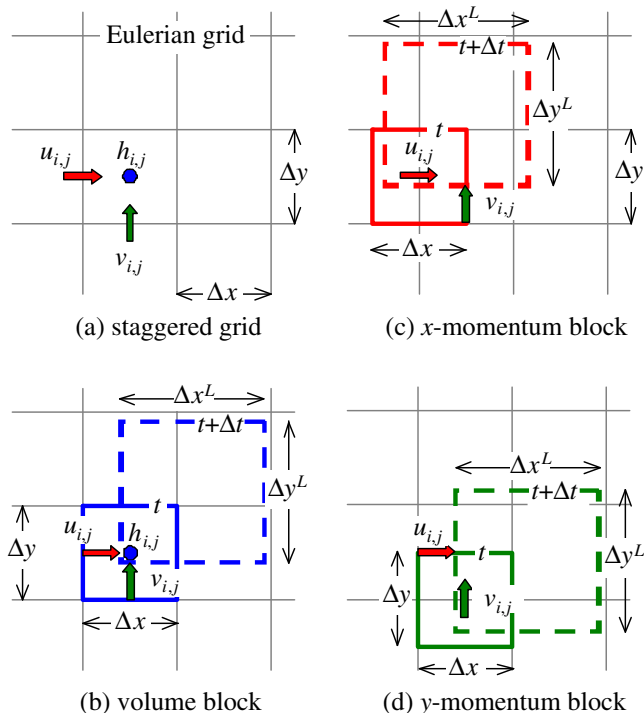 Eulerian grid
u_{i,j}
h_{i,j}
Δy
v_{i,j}
Δx
(a) staggered grid
Δx^L
t+Δt
Δy^L
t
u_{i,j}
Δy
v_{i,j}
Δx
(c) x-momentum block
Δx^L
t+Δt
Δy^L
t
u_{i,j}
h_{i,j}
Δy
v_{i,j}
Δx
(b) volume block
Δx^L
t+Δt
u_{i,j}
t
Δy^L
Δy
v_{i,j}
Δx
(d) y-momentum block